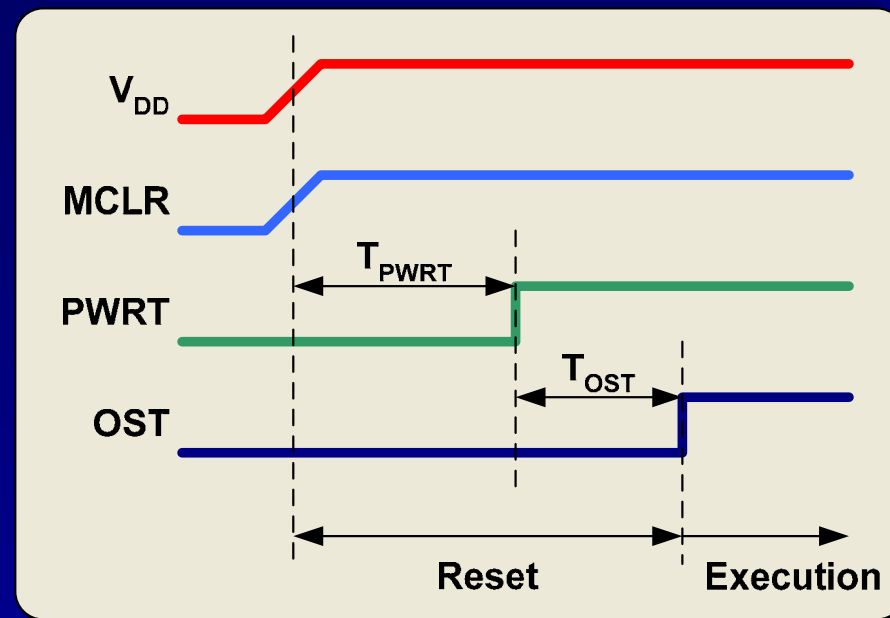 VDD
MCLR
TPWRT
PWRT
TOST
OST
Reset
Execution